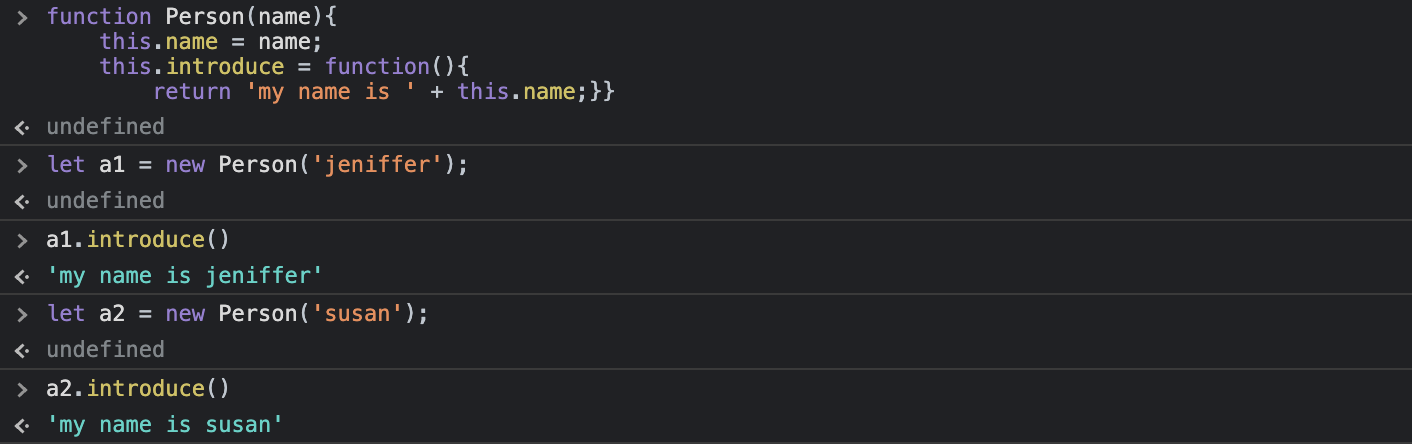 > function Person(name){
    this.name = name;
    this.introduce = function(){
        return 'my name is ' + this.name;}}
<· undefined
> let a1 = new Person('jeniffer');
<· undefined
> a1.introduce()
<· 'my name is jeniffer'
> let a2 = new Person('susan');
<· undefined
> a2.introduce()
<· 'my name is susan'